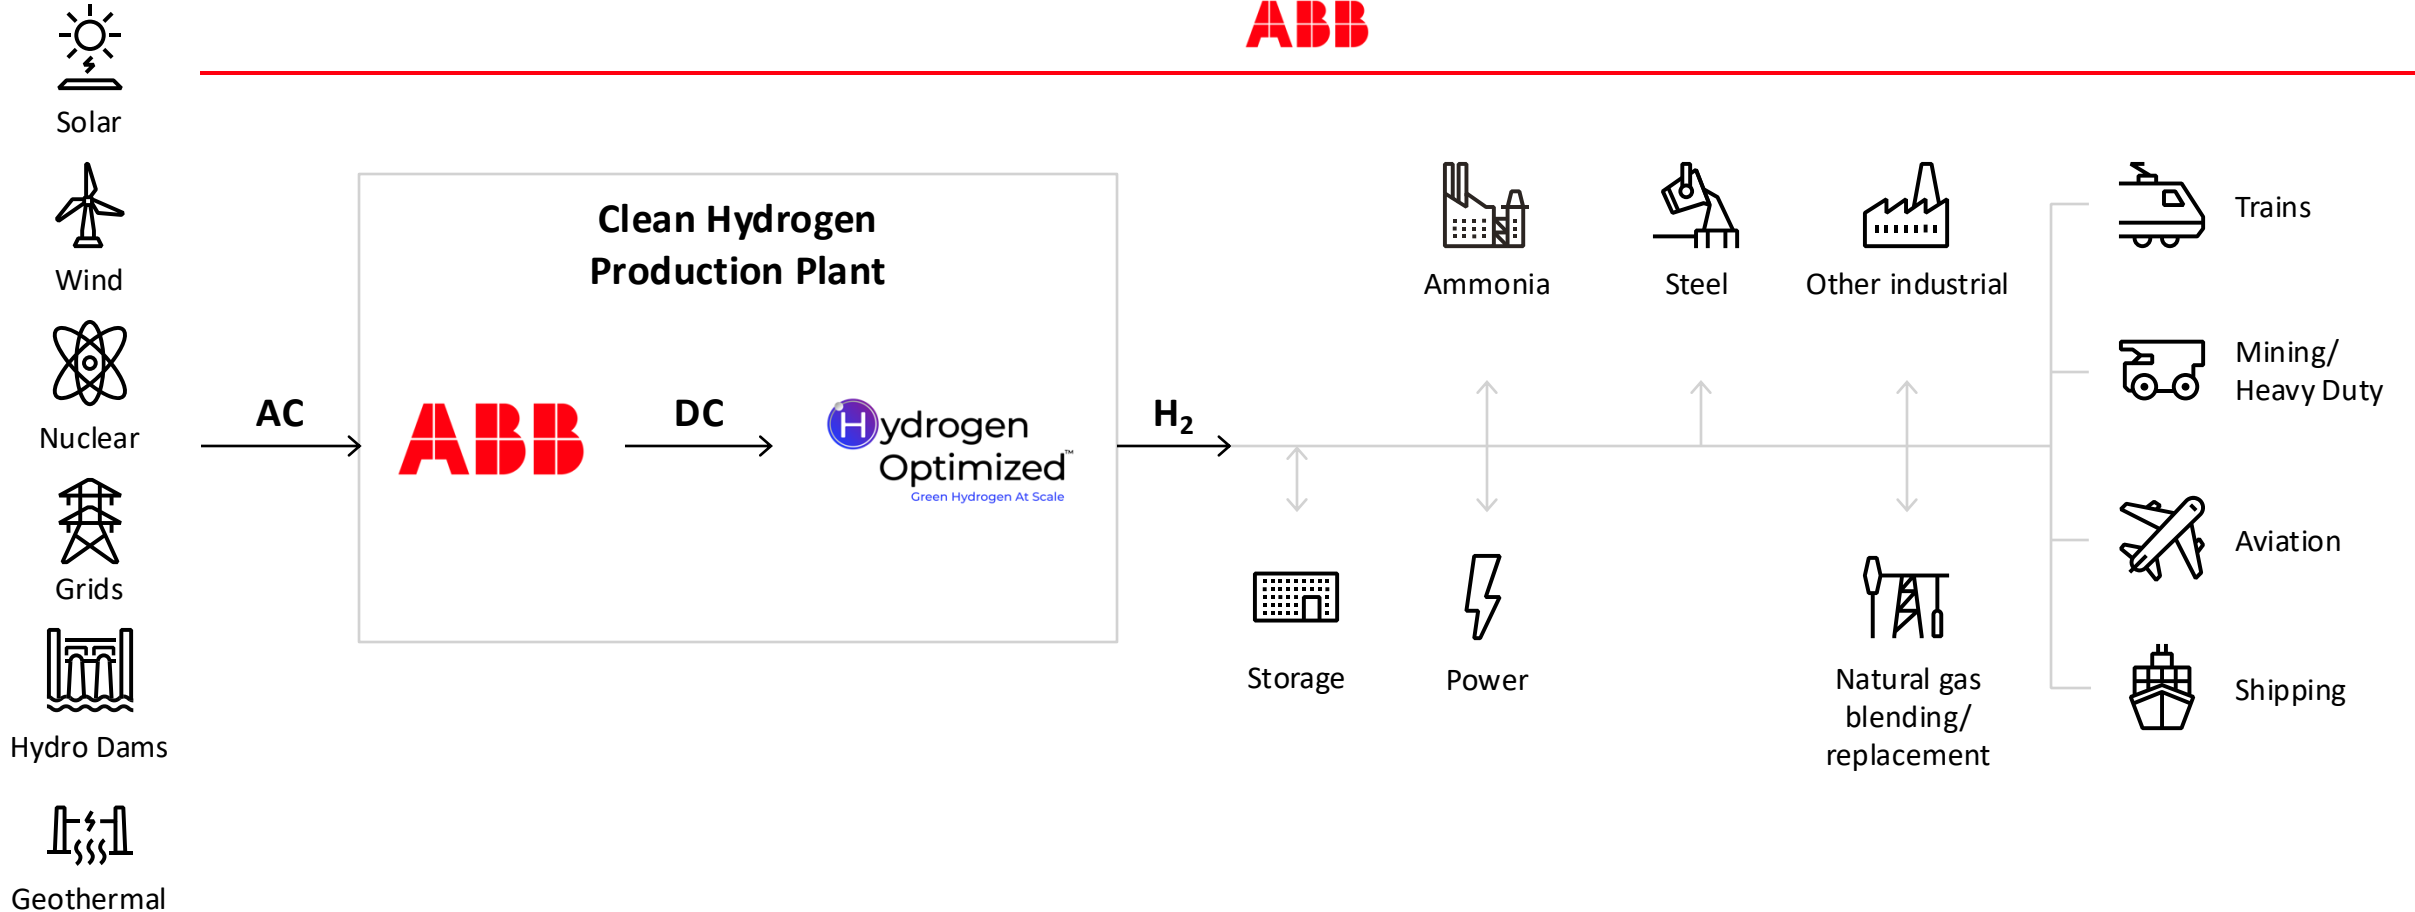 ABB
Solar
Wind
Nuclear
Grids
Hydro Dams
Geothermal
AC
Clean Hydrogen
Production Plant
ABB
DC
Hydrogen
Optimized™
Green Hydrogen At Scale
H₂
Ammonia
Steel
Other industrial
Storage
Power
Natural gas
blending/
replacement
Trains
Mining/
Heavy Duty
Aviation
Shipping